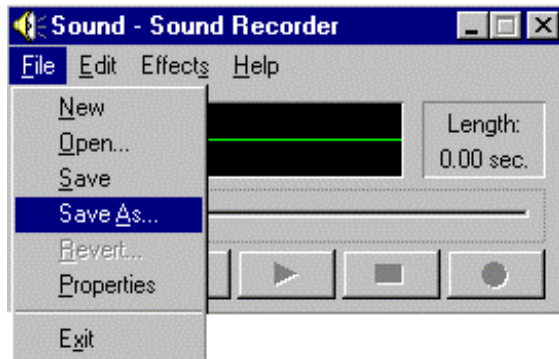 Sound - Sound Recorder
File Edit Effects Help
New
Open...
Save
Save As...
Revert...
Properties
Exit
Length:
0.00 sec.